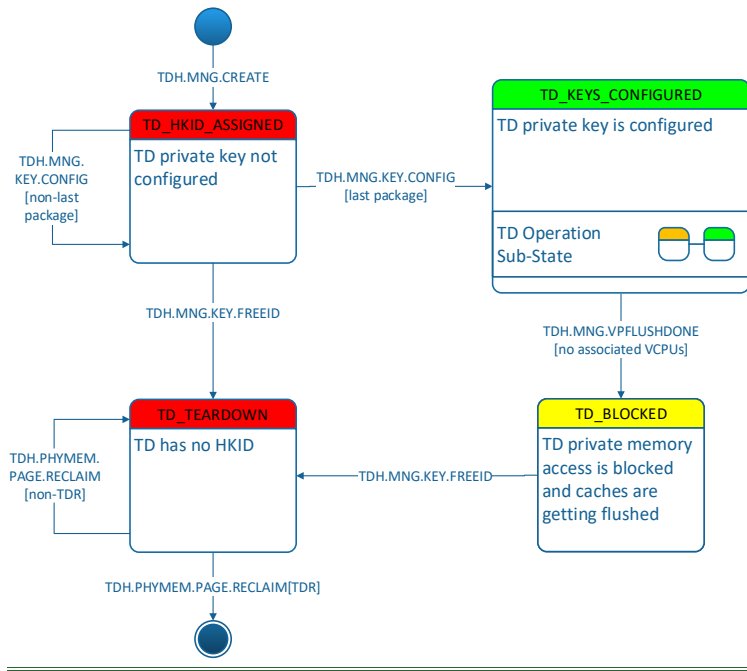 TDH.MNG.CREATE
TD_HKID_ASSIGNED
TD private key not
configured
TDH.MNG.
KEY.CONFIG
[non-last
package]
TDH.MNG.KEY.CONFIG
[last package]
TD_KEYS_CONFIGURED
TD private key is configured
TD Operation
Sub-State
TDH.MNG.KEY.FREEID
TDH.MNG.VPFLUSHDONE
[no associated VCPUs]
TD_TEARDOWN
TD has no HKID
TDH.PHYMEM.
PAGE.RECLAIM
[non-TDR]
TDH.MNG.KEY.FREEID
TD_BLOCKED
TD private memory
access is blocked
and caches are
getting flushed
TDH.PHYMEM.PAGE.RECLAIM[TDR]